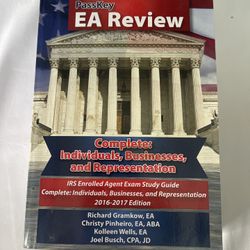 PassKey
EA Review
Complete:
Individuals, Businesses,
and Representation
IRS Enrolled Agent Exam Study Guide
Complete: Individuals, Businesses, and Representation
2016-2017 Edition
Richard Gramkow, EA
Christy Pinheiro, EA, ABA
Kolleen Wells, EA
Joel Busch, CPA, JD